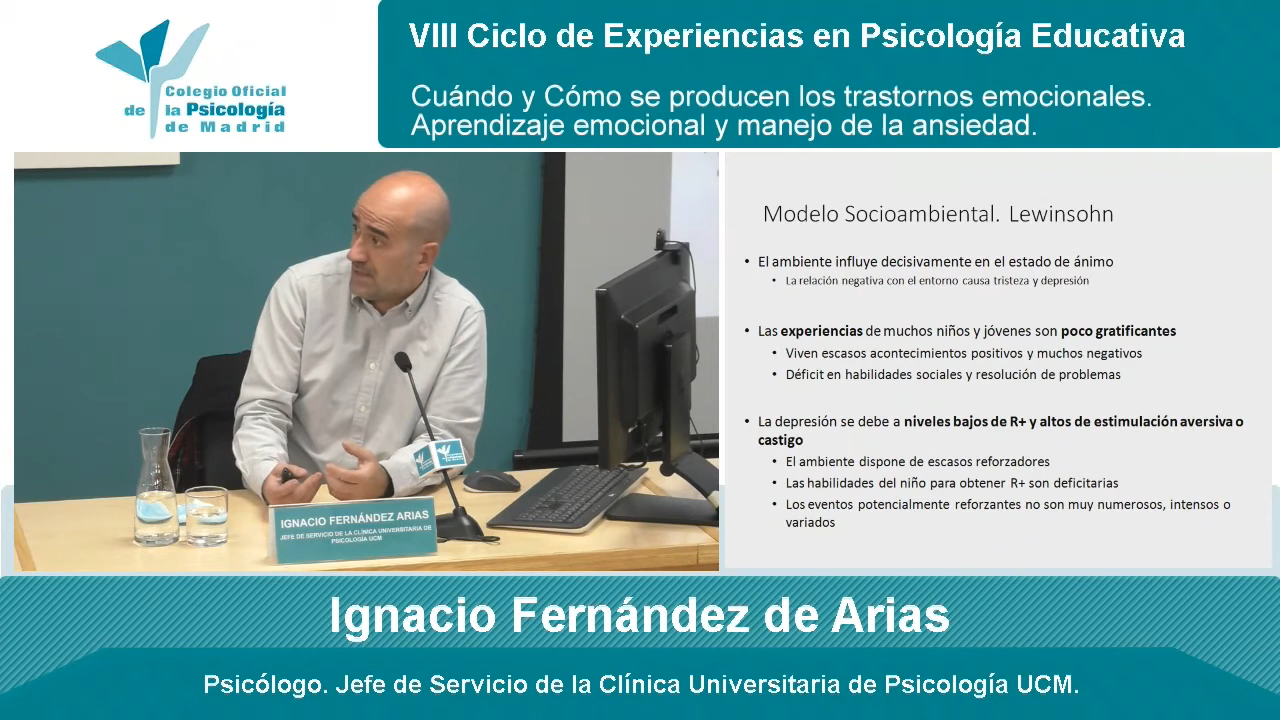 Colegio Oficial
de la Psicología
de Madrid
VIII Ciclo de Experiencias en Psicología Educativa
Cuándo y Cómo se producen los trastornos emocionales.
Aprendizaje emocional y manejo de la ansiedad.
IGNACIO FERNÁNDEZ ARIAS
JEFE DE SERVICIO DE LA CLÍNICA UNIVERSITARIA DE
PSICOLOGÍA UCM
Modelo Socioambiental. Lewinsohn
• El ambiente influye decisivamente en el estado de ánimo
• La relación negativa con el entorno causa tristeza y depresión
• Las experiencias de muchos niños y jóvenes son poco gratificantes
• Viven escasos acontecimientos positivos y muchos negativos
• Déficit en habilidades sociales y resolución de problemas
• La depresión se debe a niveles bajos de R+ y altos de estimulación aversiva o
castigo
• El ambiente dispone de escasos reforzadores
• Las habilidades del niño para obtener R+ son deficitarias
• Los eventos potencialmente reforzantes no son muy numerosos, intensos o
variados
Ignacio Fernández de Arias
Psicólogo. Jefe de Servicio de la Clínica Universitaria de Psicología UCM.